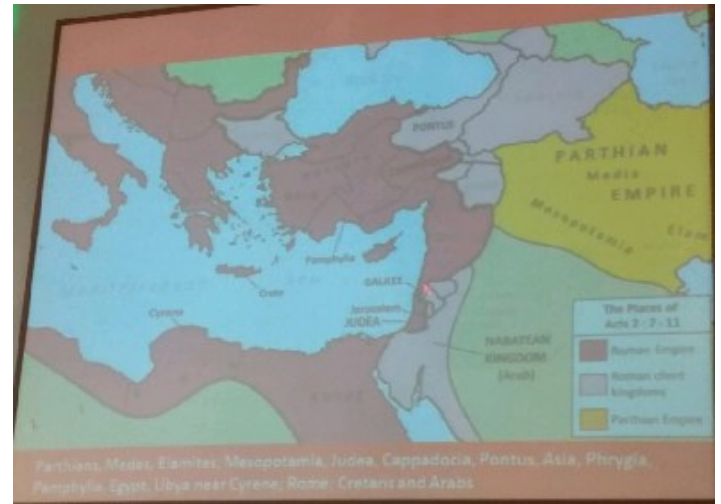 PONTUS
PARTHIAN
Media
EMPIRE
Mesopotamia
Elam
Pamphylia
Crete
Cyrene
GALILEE
Jerusalem
JUDEA
NABATEAN
KINGDOM
(Arab)
EGYPT
The Places of
Acts 2 : 7 - 11
Roman Empire
Roman client
kingdoms
Parthian Empire
Parthians, Medes, Elamites, Mesopotamia, Judea, Cappadocia, Pontus, Asia, Phrygia,
Pamphylia, Egypt, Libya near Cyrene; Rome; Cretans and Arabs